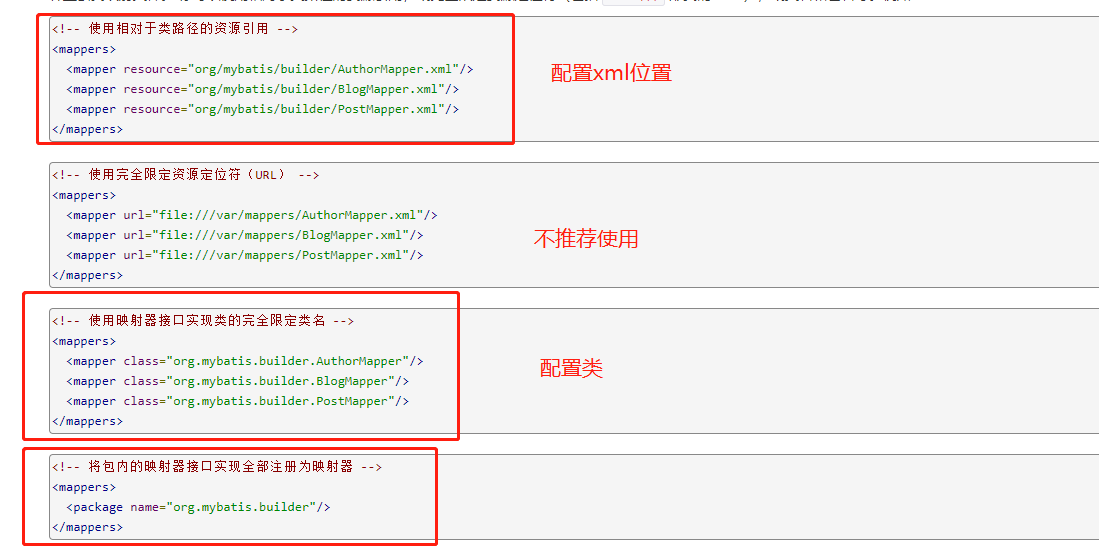 <!-- 使用相对于类路径的资源引用 -->
<mappers>
<mapper resource="org/mybatis/builder/AuthorMapper.xml"/>
<mapper resource="org/mybatis/builder/BlogMapper.xml"/>
<mapper resource="org/mybatis/builder/PostMapper.xml"/>
</mappers>
配置xml位置
<!-- 使用完全限定资源定位符（URL） -->
<mappers>
<mapper url="file:///var/mappers/AuthorMapper.xml"/>
<mapper url="file:///var/mappers/BlogMapper.xml"/>
<mapper url="file:///var/mappers/PostMapper.xml"/>
</mappers>
不推荐使用
<!-- 使用映射器接口实现类的完全限定类名 -->
<mappers>
<mapper class="org.mybatis.builder.AuthorMapper"/>
<mapper class="org.mybatis.builder.BlogMapper"/>
<mapper class="org.mybatis.builder.PostMapper"/>
</mappers>
配置类
<!-- 将包内的映射器接口实现全部注册为映射器 -->
<mappers>
<package name="org.mybatis.builder"/>
</mappers>